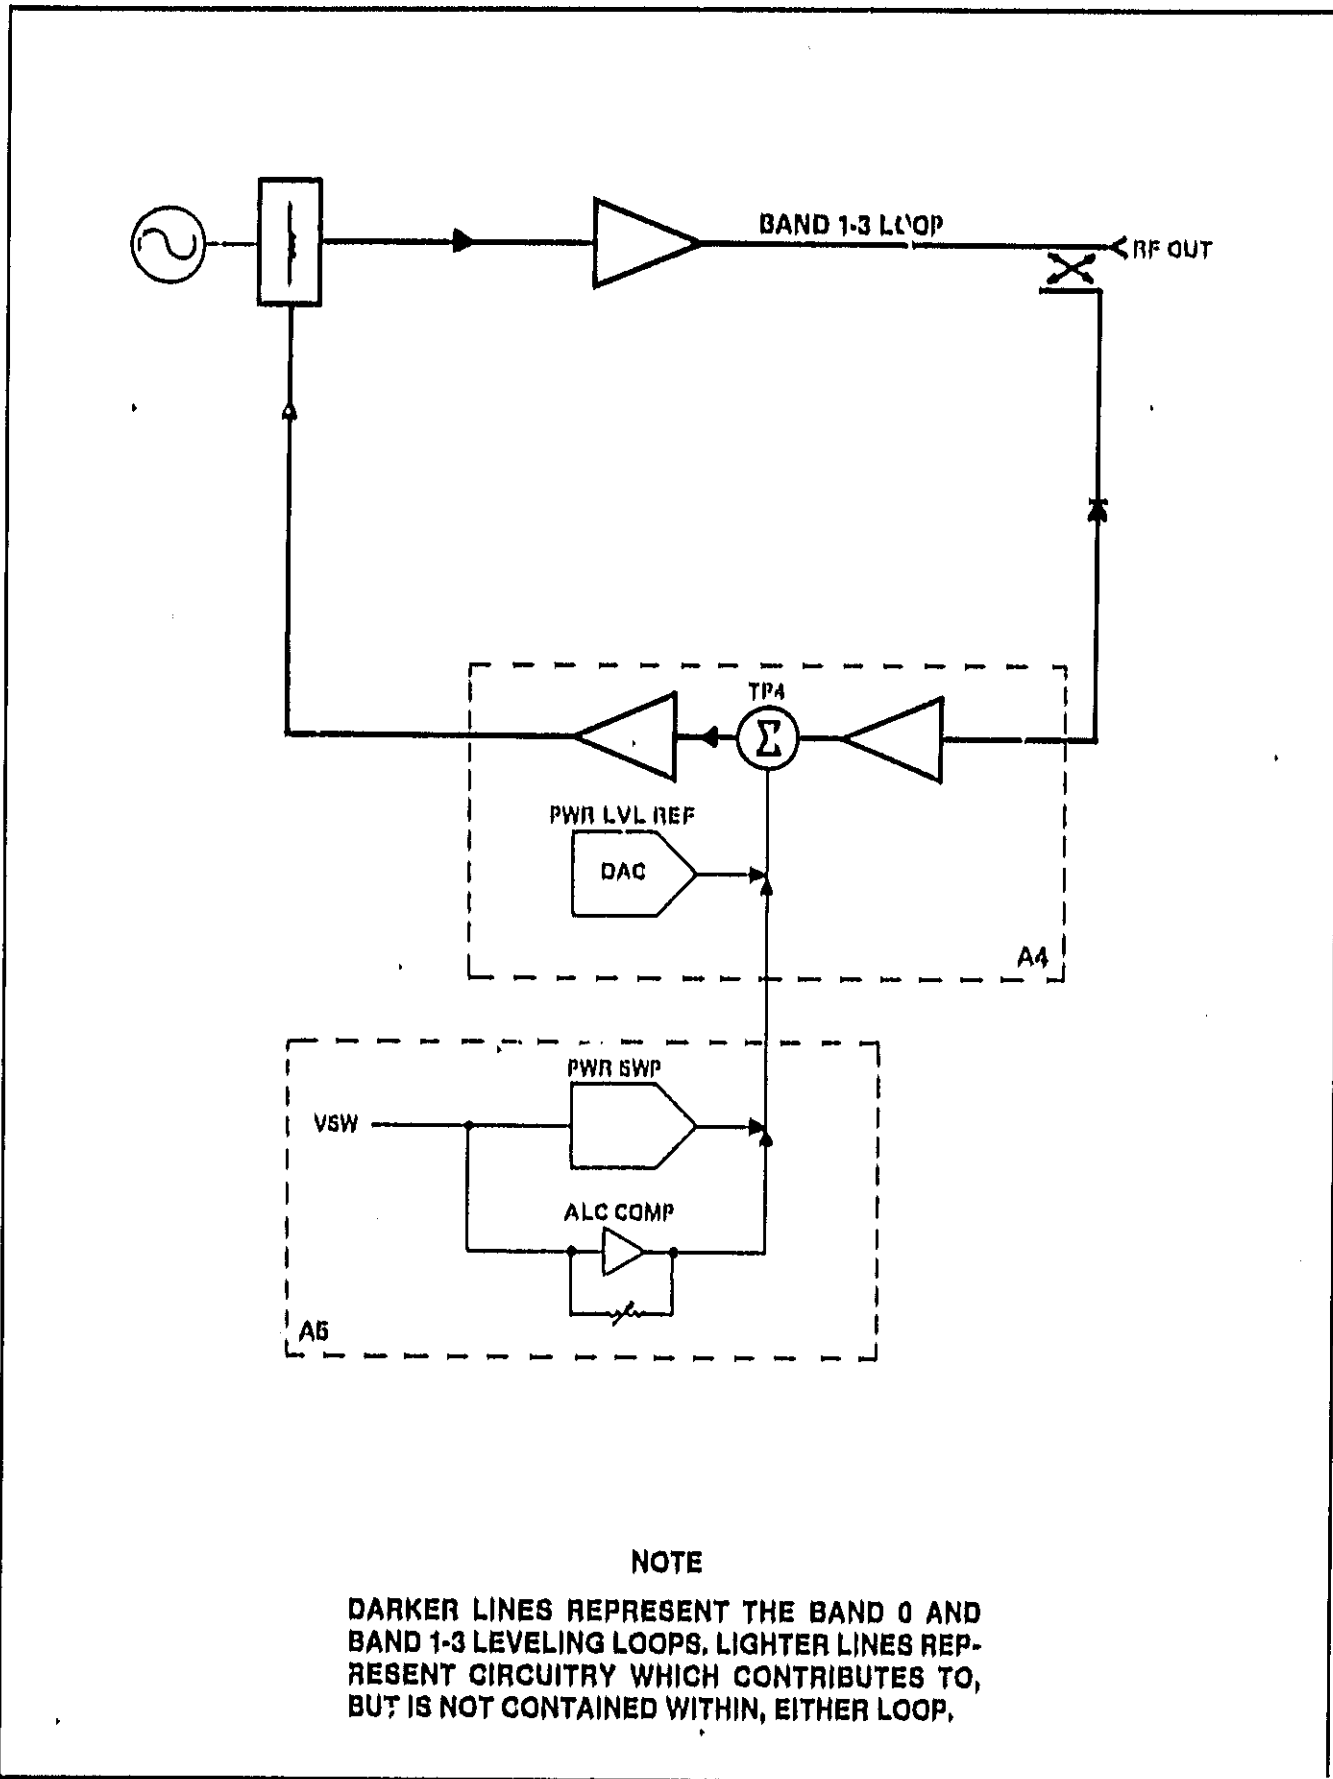 BAND 1-3 LOOP
RF OUT
TP4
Σ
PWR LVL REF
DAC
A4
PWR SWP
VSW
ALC COMP
A5
NOTE
DARKER LINES REPRESENT THE BAND 0 AND
BAND 1-3 LEVELING LOOPS. LIGHTER LINES REP-
RESENT CIRCUITRY WHICH CONTRIBUTES TO,
BUT IS NOT CONTAINED WITHIN, EITHER LOOP.